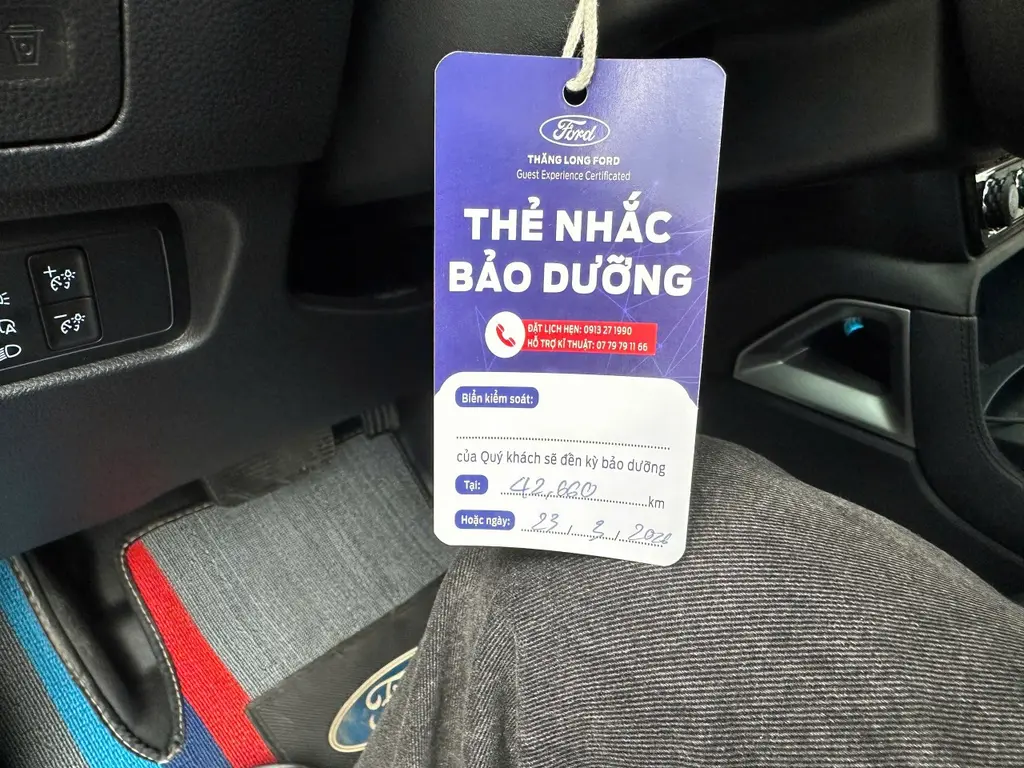 Ford
THĂNG LONG FORD
Guest Experience Certificated
THẺ NHẮC
BẢO DƯỠNG
ĐẶT LỊCH HẸN: 0913 27 1990
HỖ TRỢ KĨ THUẬT: 07 79 79 11 66
Biển kiểm soát:
của Quý khách sẽ đến kỳ bảo dưỡng
Tại: 42,660 km
Hoặc ngày: 23, 3, 2026